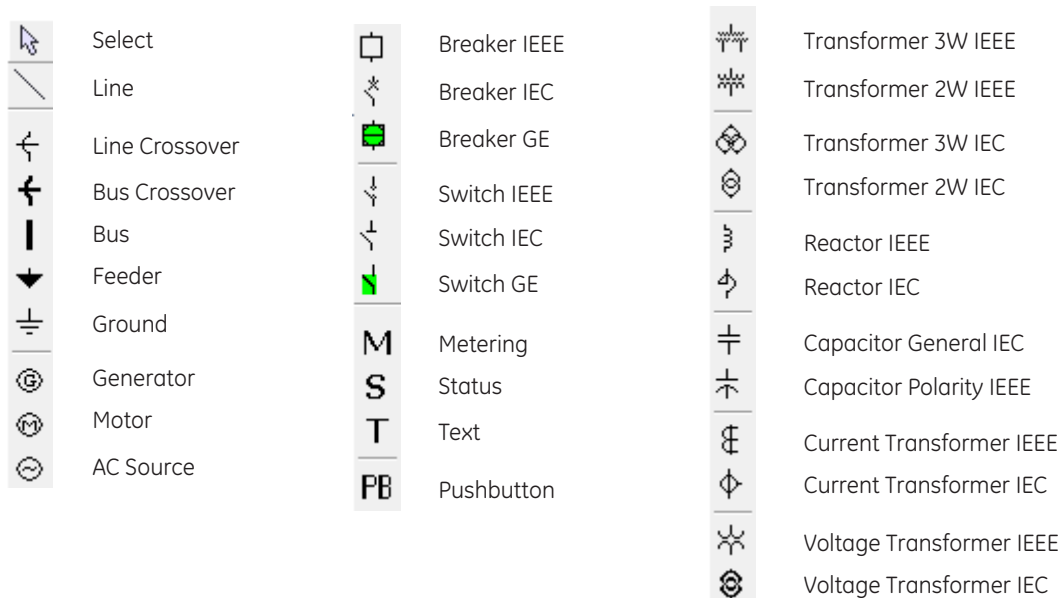 Select
Line
Line Crossover
Bus Crossover
Bus
Feeder
Ground
G Generator
M Motor
AC Source
Breaker IEEE
Breaker IEC
Breaker GE
Switch IEEE
Switch IEC
Switch GE
M Metering
S Status
T Text
PB Pushbutton
Transformer 3W IEEE
Transformer 2W IEEE
Transformer 3W IEC
Transformer 2W IEC
Reactor IEEE
Reactor IEC
Capacitor General IEC
Capacitor Polarity IEEE
Current Transformer IEEE
Current Transformer IEC
Voltage Transformer IEEE
Voltage Transformer IEC